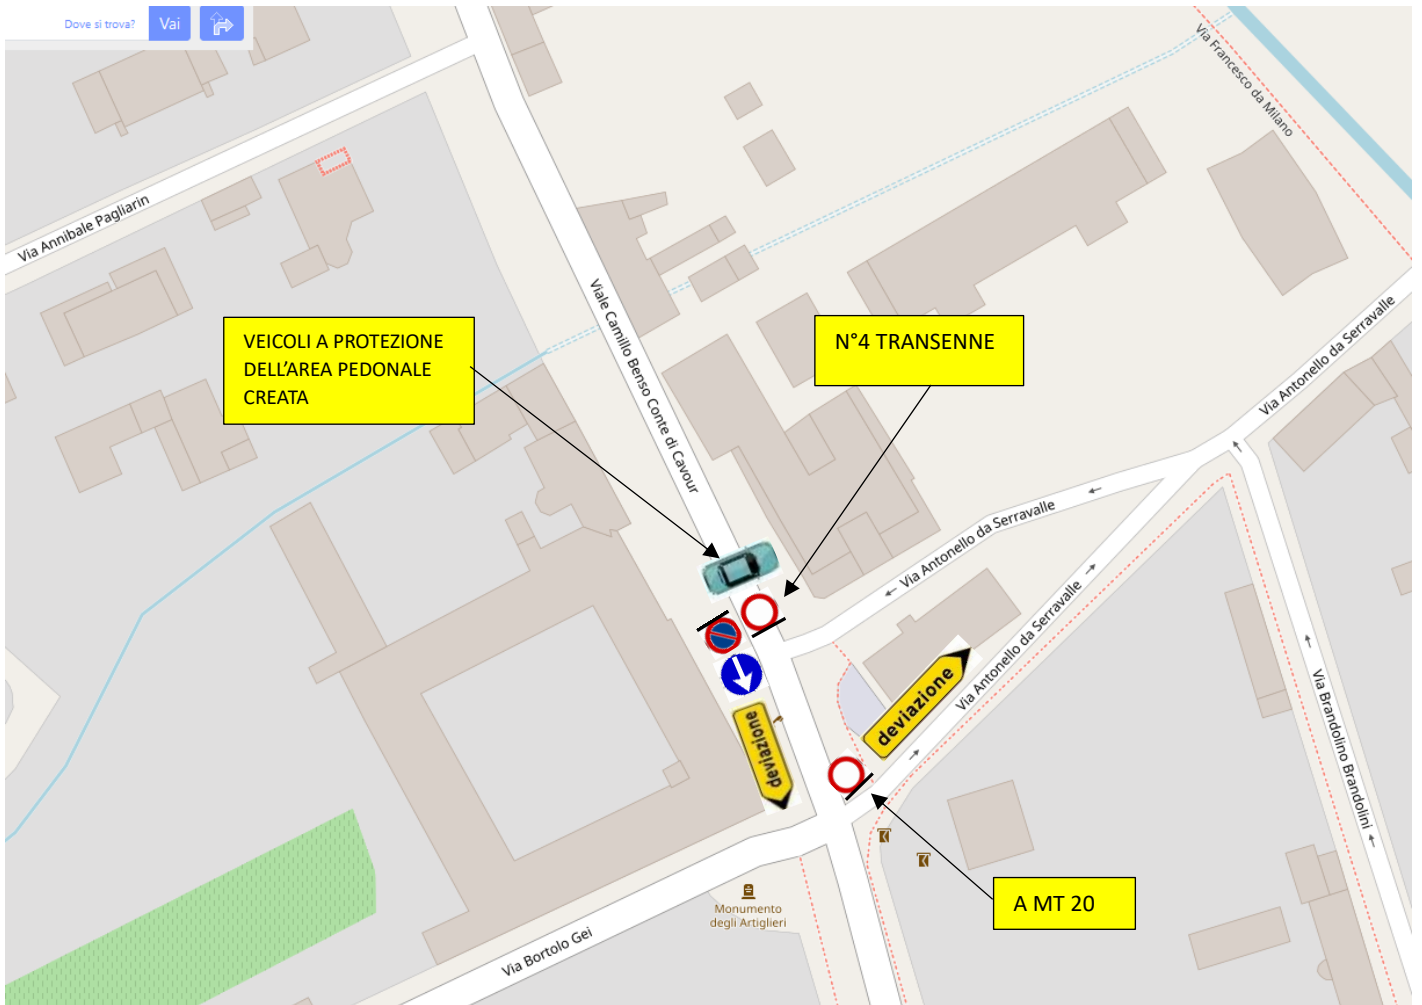 Dove si trova?
Vai
Via Francesco da Milano
Via Annibale Pagliarin
Viale Camillo Benso Conte di Cavour
Via Antonello da Serravalle
VEICOLI A PROTEZIONE
DELL’AREA PEDONALE
CREATA
N°4 TRANSENNE
Via Antonello da Serravalle
Via Antonello da Serravalle
deviazione
deviazione
Via Brandolino Brandolini
A MT 20
Monumento
degli Artiglieri
Via Bortolo Gei